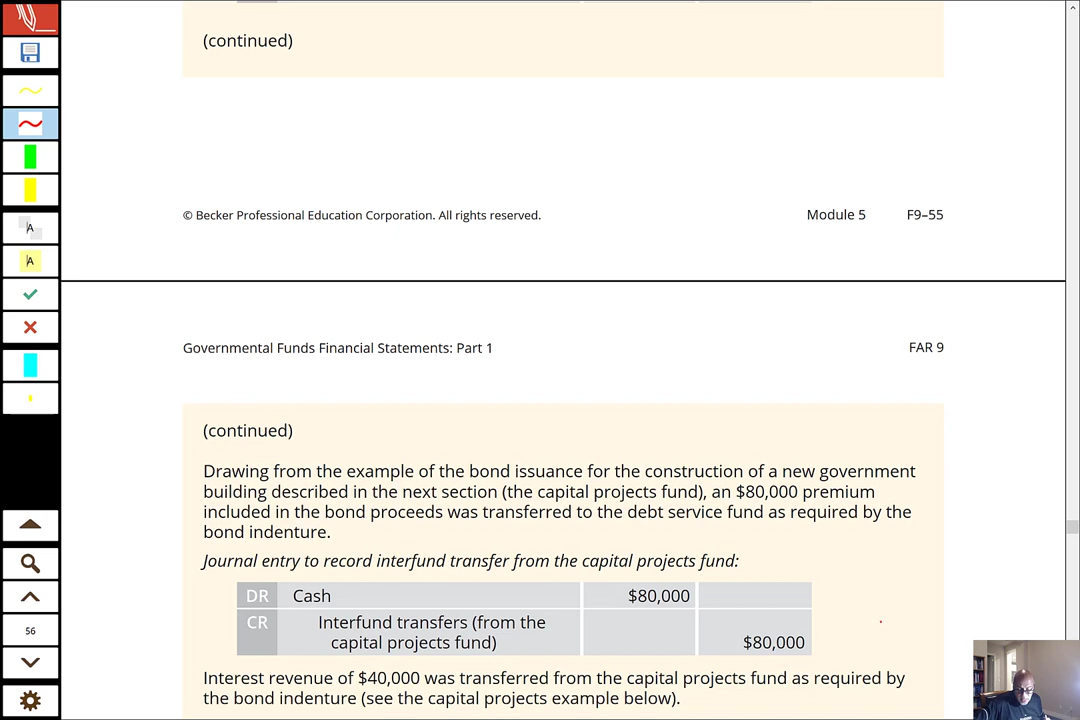 (continued)
© Becker Professional Education Corporation. All rights reserved. Module 5 F9–55
Governmental Funds Financial Statements: Part 1 FAR 9
(continued)
Drawing from the example of the bond issuance for the construction of a new government
building described in the next section (the capital projects fund), an $80,000 premium
included in the bond proceeds was transferred to the debt service fund as required by the
bond indenture.
Journal entry to record interfund transfer from the capital projects fund:
DR Cash $80,000
CR Interfund transfers (from the
capital projects fund) $80,000
Interest revenue of $40,000 was transferred from the capital projects fund as required by
the bond indenture (see the capital projects example below).
A
A
56